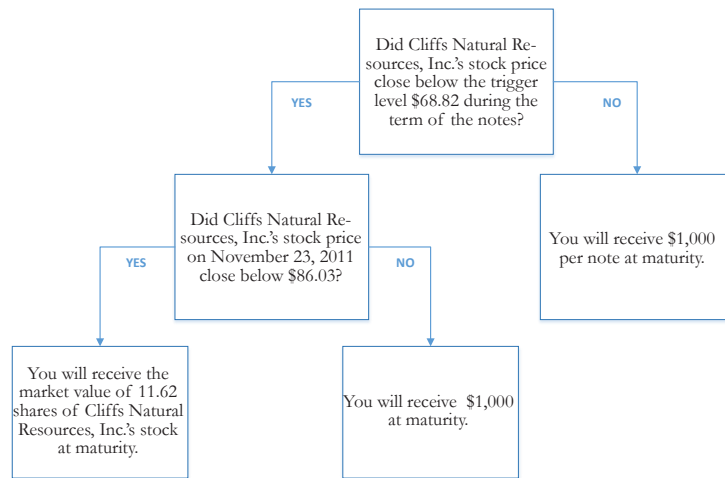 Did Cliffs Natural Re-
sources, Inc.'s stock price
close below the trigger
level $68.82 during the
term of the notes?
YES
NO
Did Cliffs Natural Re-
sources, Inc.'s stock price
on November 23, 2011
close below $86.03?
You will receive $1,000
per note at maturity.
YES
NO
You will receive the
market value of 11.62
shares of Cliffs Natural
Resources, Inc.'s stock
at maturity.
You will receive  $1,000
at maturity.